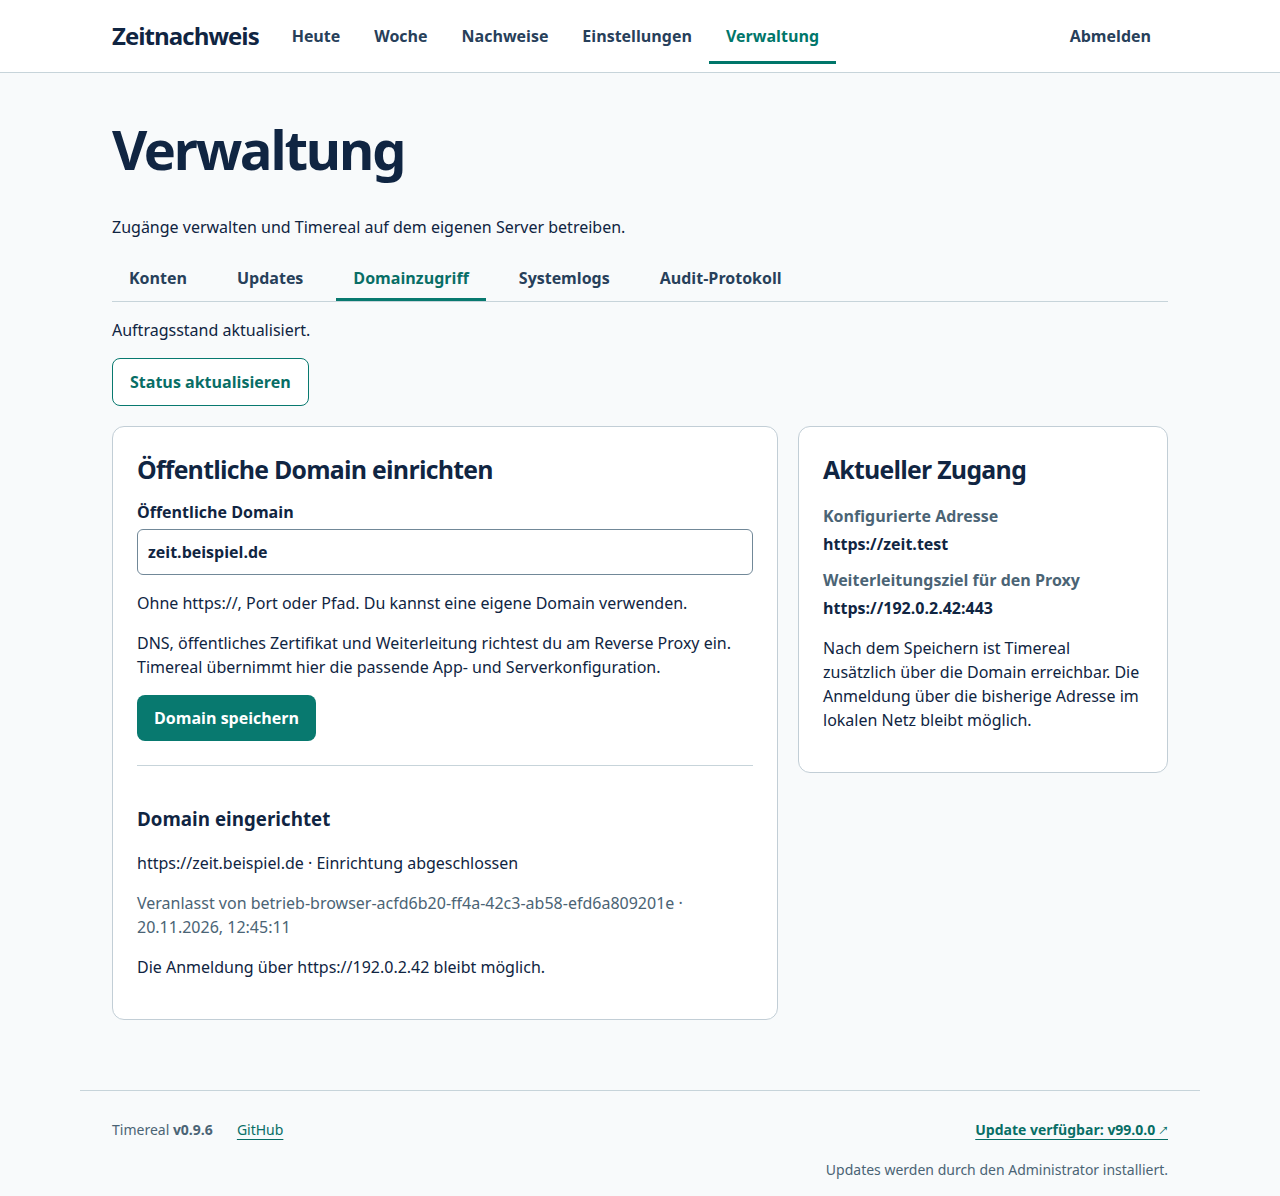 Zeitnachweis
Heute
Woche
Nachweise
Einstellungen
Verwaltung
Abmelden
Verwaltung
Zugänge verwalten und Timereal auf dem eigenen Server betreiben.
Konten
Updates
Domainzugriff
Systemlogs
Audit-Protokoll
Auftragsstand aktualisiert.
Status aktualisieren
Öffentliche Domain einrichten
Öffentliche Domain
zeit.beispiel.de
Ohne https://, Port oder Pfad. Du kannst eine eigene Domain verwenden.
DNS, öffentliches Zertifikat und Weiterleitung richtest du am Reverse Proxy ein.
Timereal übernimmt hier die passende App- und Serverkonfiguration.
Domain speichern
Domain eingerichtet
https://zeit.beispiel.de · Einrichtung abgeschlossen
Veranlasst von betrieb-browser-acfd6b20-ff4a-42c3-ab58-efd6a809201e ·
20.11.2026, 12:45:11
Die Anmeldung über https://192.0.2.42 bleibt möglich.
Aktueller Zugang
Konfigurierte Adresse
https://zeit.test
Weiterleitungsziel für den Proxy
https://192.0.2.42:443
Nach dem Speichern ist Timereal
zusätzlich über die Domain erreichbar. Die
Anmeldung über die bisherige Adresse im
lokalen Netz bleibt möglich.
Timereal v0.9.6
GitHub
Update verfügbar: v99.0.0 ↗
Updates werden durch den Administrator installiert.